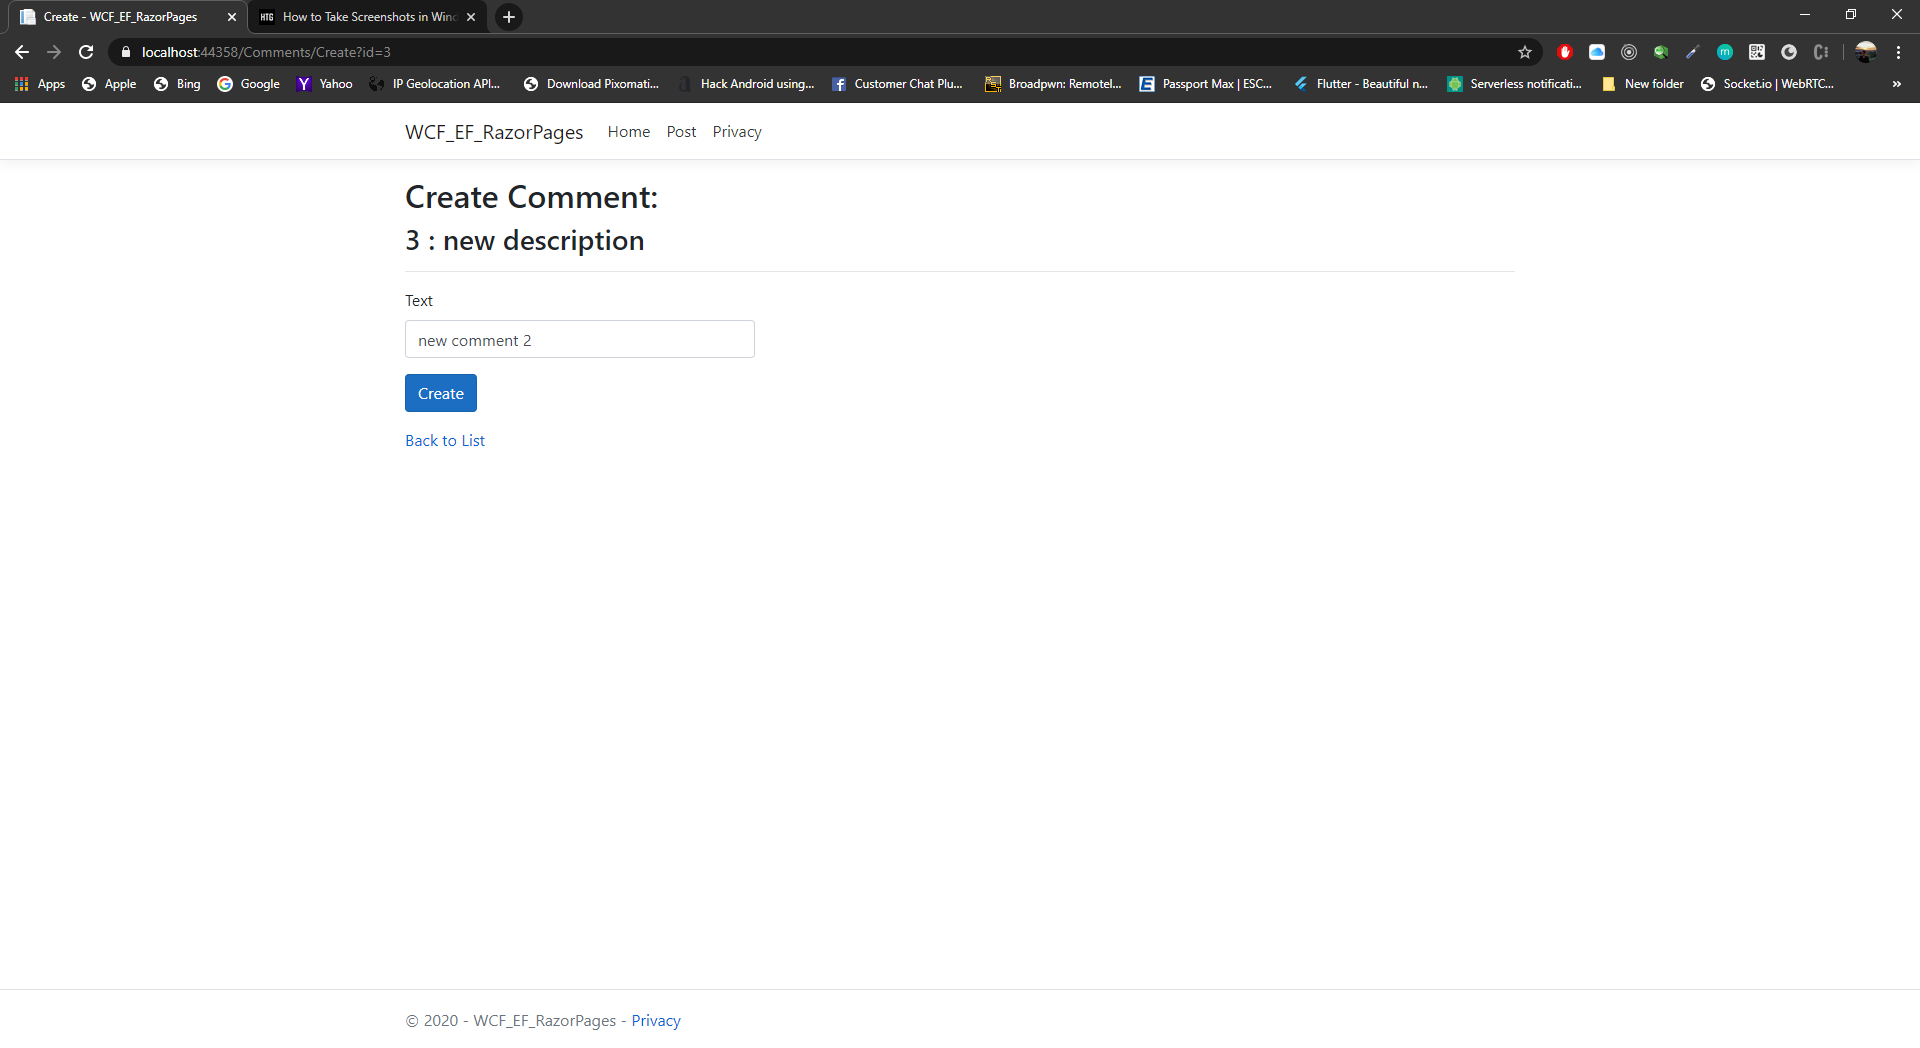 Create - WCF_EF_RazorPages
HTG How to Take Screenshots in Wind
localhost:44358/Comments/Create?id=3
Apps Apple Bing Google Yahoo IP Geolocation API... Download Pixomati... Hack Android using... Customer Chat Plu... Broadpwn: Remotel... Passport Max | ESC... Flutter - Beautiful n... Serverless notificati... New folder Socket.io | WebRTC... »
WCF_EF_RazorPages Home Post Privacy
Create Comment:
3 : new description
Text
new comment 2
Create
Back to List
© 2020 - WCF_EF_RazorPages - Privacy